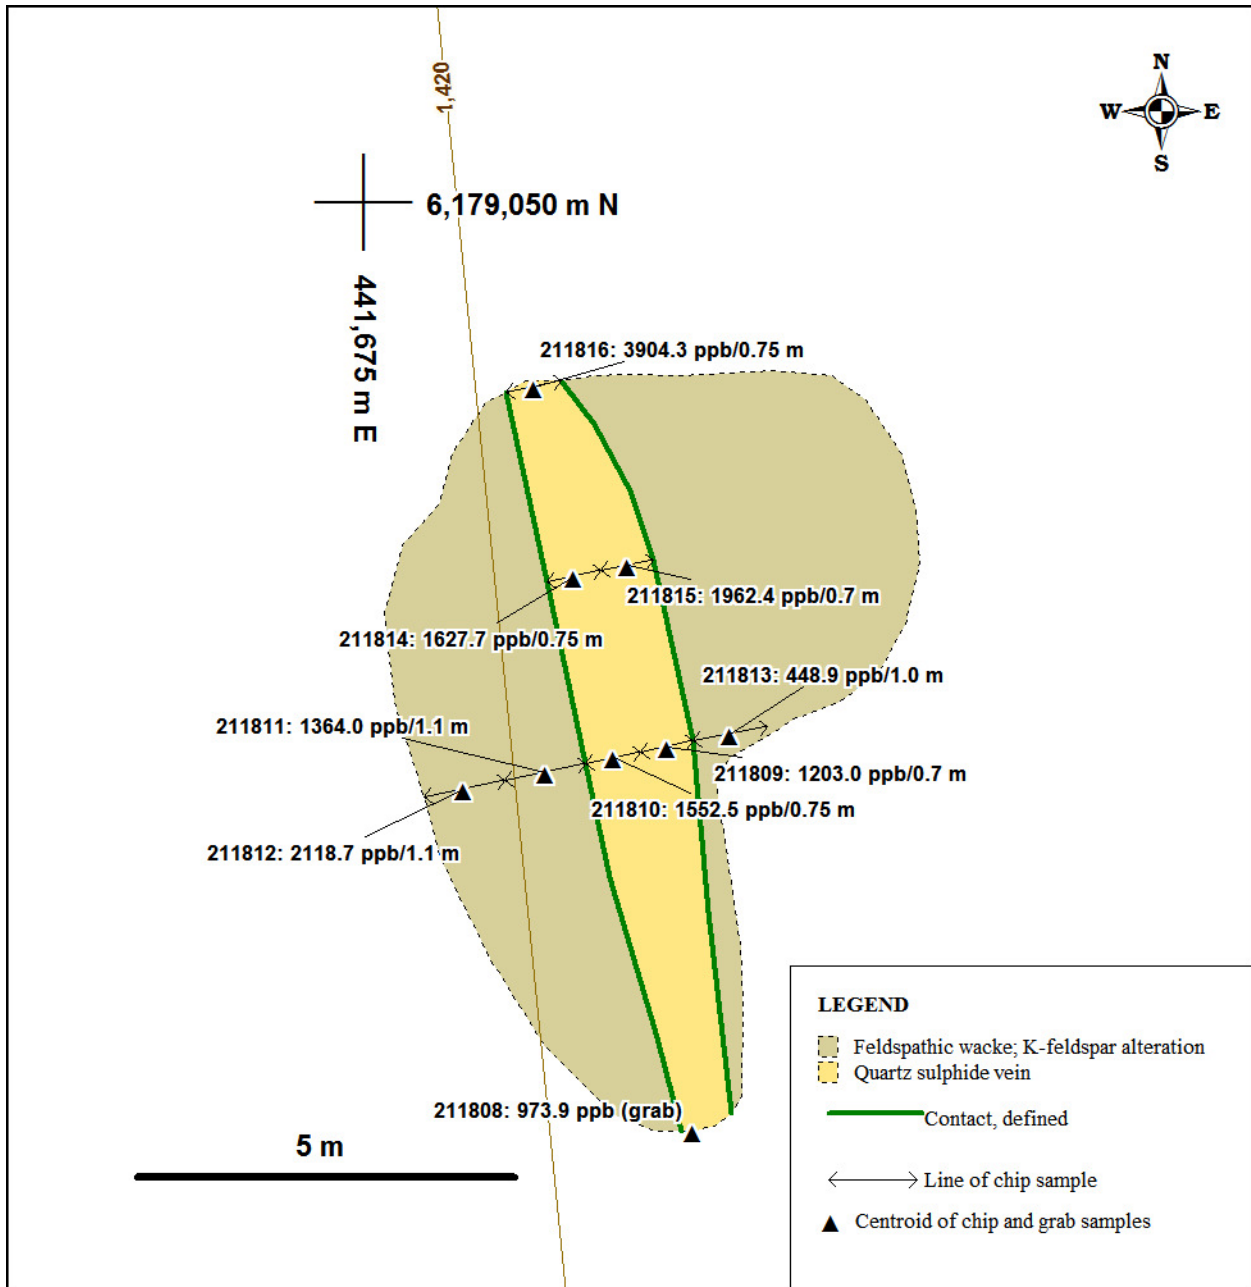 1,420
N
W E
S
6,179,050 m N
441,675 m E
211816: 3904.3 ppb/0.75 m
211815: 1962.4 ppb/0.7 m
211814: 1627.7 ppb/0.75 m
211813: 448.9 ppb/1.0 m
211811: 1364.0 ppb/1.1 m
211809: 1203.0 ppb/0.7 m
211810: 1552.5 ppb/0.75 m
211812: 2118.7 ppb/1.1 m
211808: 973.9 ppb (grab)
5 m
LEGEND
Feldspathic wacke; K-feldspar alteration
Quartz sulphide vein
Contact, defined
Line of chip sample
Centroid of chip and grab samples